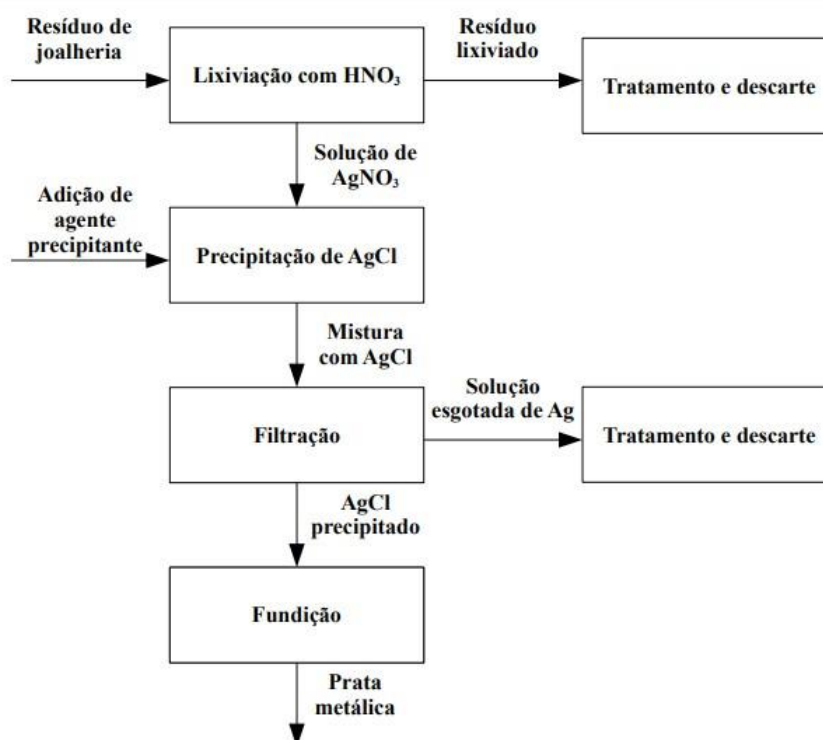 Resíduo de
joalheria
Lixiviação com HNO₃
Resíduo
lixiviado
Tratamento e descarte
Solução de
AgNO₃
Adição de
agente
precipitante
Precipitação de AgCl
Mistura
com AgCl
Filtração
Solução
esgotada de Ag
Tratamento e descarte
AgCl
precipitado
Fundição
Prata
metálica